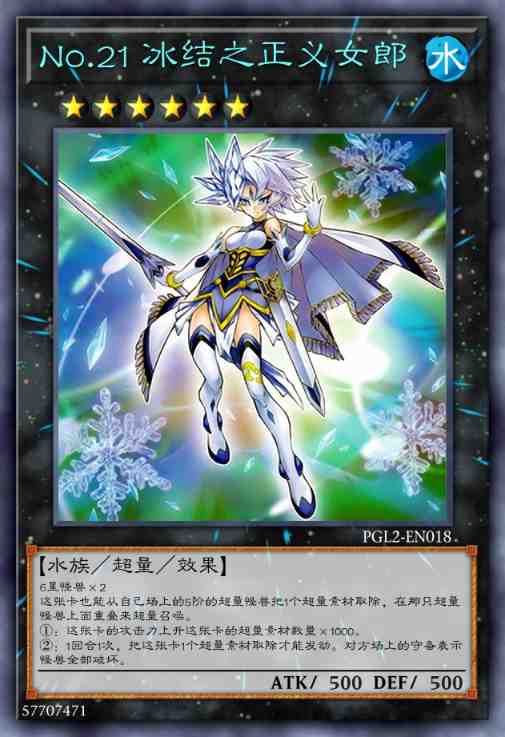 No.21 冰结之正义女郎
水
PGL2-EN018
【水族／超量／效果】
6星怪兽×2
这张卡也能从自己场上的5阶的超量怪兽把1个超量素材取除，在那只超量
怪兽上面重叠来超量召唤。
①：这张卡的攻击力上升这张卡的超量素材数量×1000。
②：1回合1次，把这张卡1个超量素材取除才能发动。对方场上的守备表示
怪兽全部破坏。
ATK/ 500 DEF/ 500
57707471